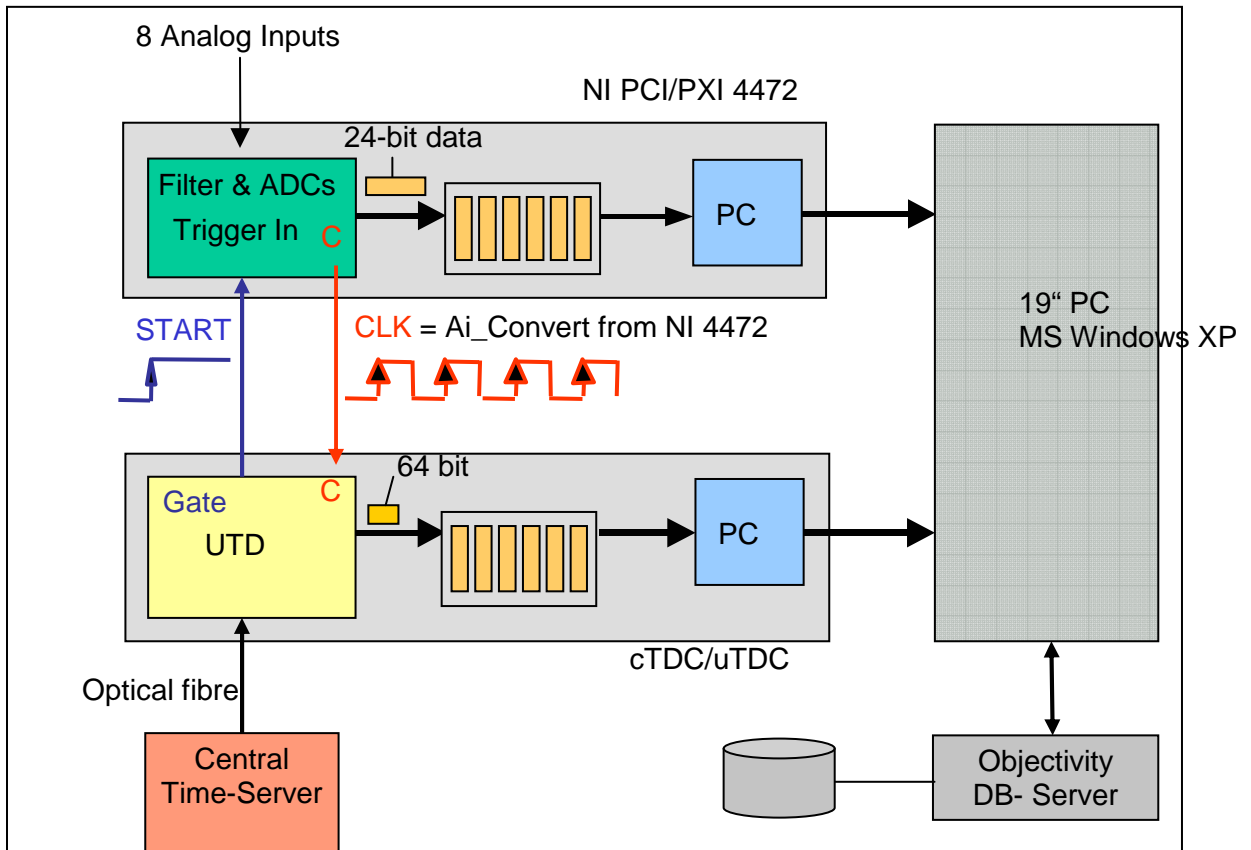 8 Analog Inputs
NI PCI/PXI 4472
24-bit data
Filter & ADCs
Trigger In
C
PC
START
CLK = Ai_Convert from NI 4472
19“ PC
MS Windows XP
64 bit
Gate
C
UTD
PC
cTDC/uTDC
Optical fibre
Central
Time-Server
Objectivity
DB- Server